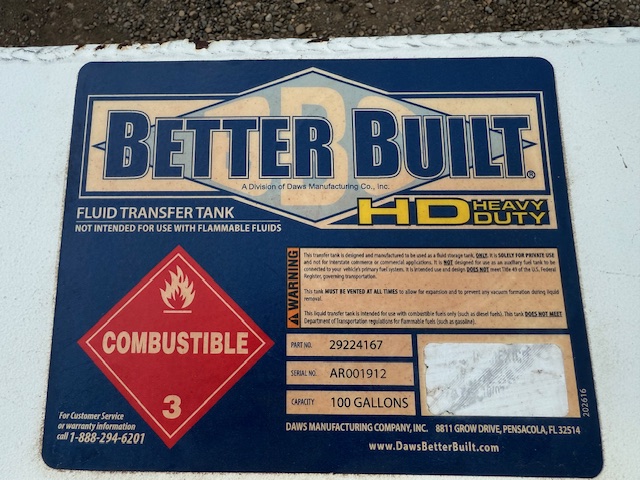 BETTER BUILT®
A Division of Daws Manufacturing Co., Inc.
FLUID TRANSFER TANK
NOT INTENDED FOR USE WITH FLAMMABLE FLUIDS
HD HEAVY DUTY
WARNING
This transfer tank is designed and manufactured to be used as a fluid storage tank, ONLY. It is SOLELY FOR PRIVATE USE
and not for interstate commerce or commercial applications. It is NOT designed for use as an auxiliary fuel tank to be
connected to your vehicle's primary fuel system. It is intended use and design DOES NOT meet Title 49 of the U.S. Federal
Register, governing transportation.
This tank MUST BE VENTED AT ALL TIMES to allow for expansion and to prevent any vacuum formation during liquid
removal.
This liquid transfer tank is intended for use with combustible fuels only (such as diesel fuels). This tank DOES NOT MEET
Department of Transportation regulations for flammable fuels (such as gasoline).
COMBUSTIBLE
3
PART NO. 29224167
SERIAL NO. AR001912
CAPACITY 100 GALLONS
202616
For Customer Service
or warranty information
call 1-888-294-6201
DAWS MANUFACTURING COMPANY, INC. 8811 GROW DRIVE, PENSACOLA, FL 32514
www.DawsBetterBuilt.com